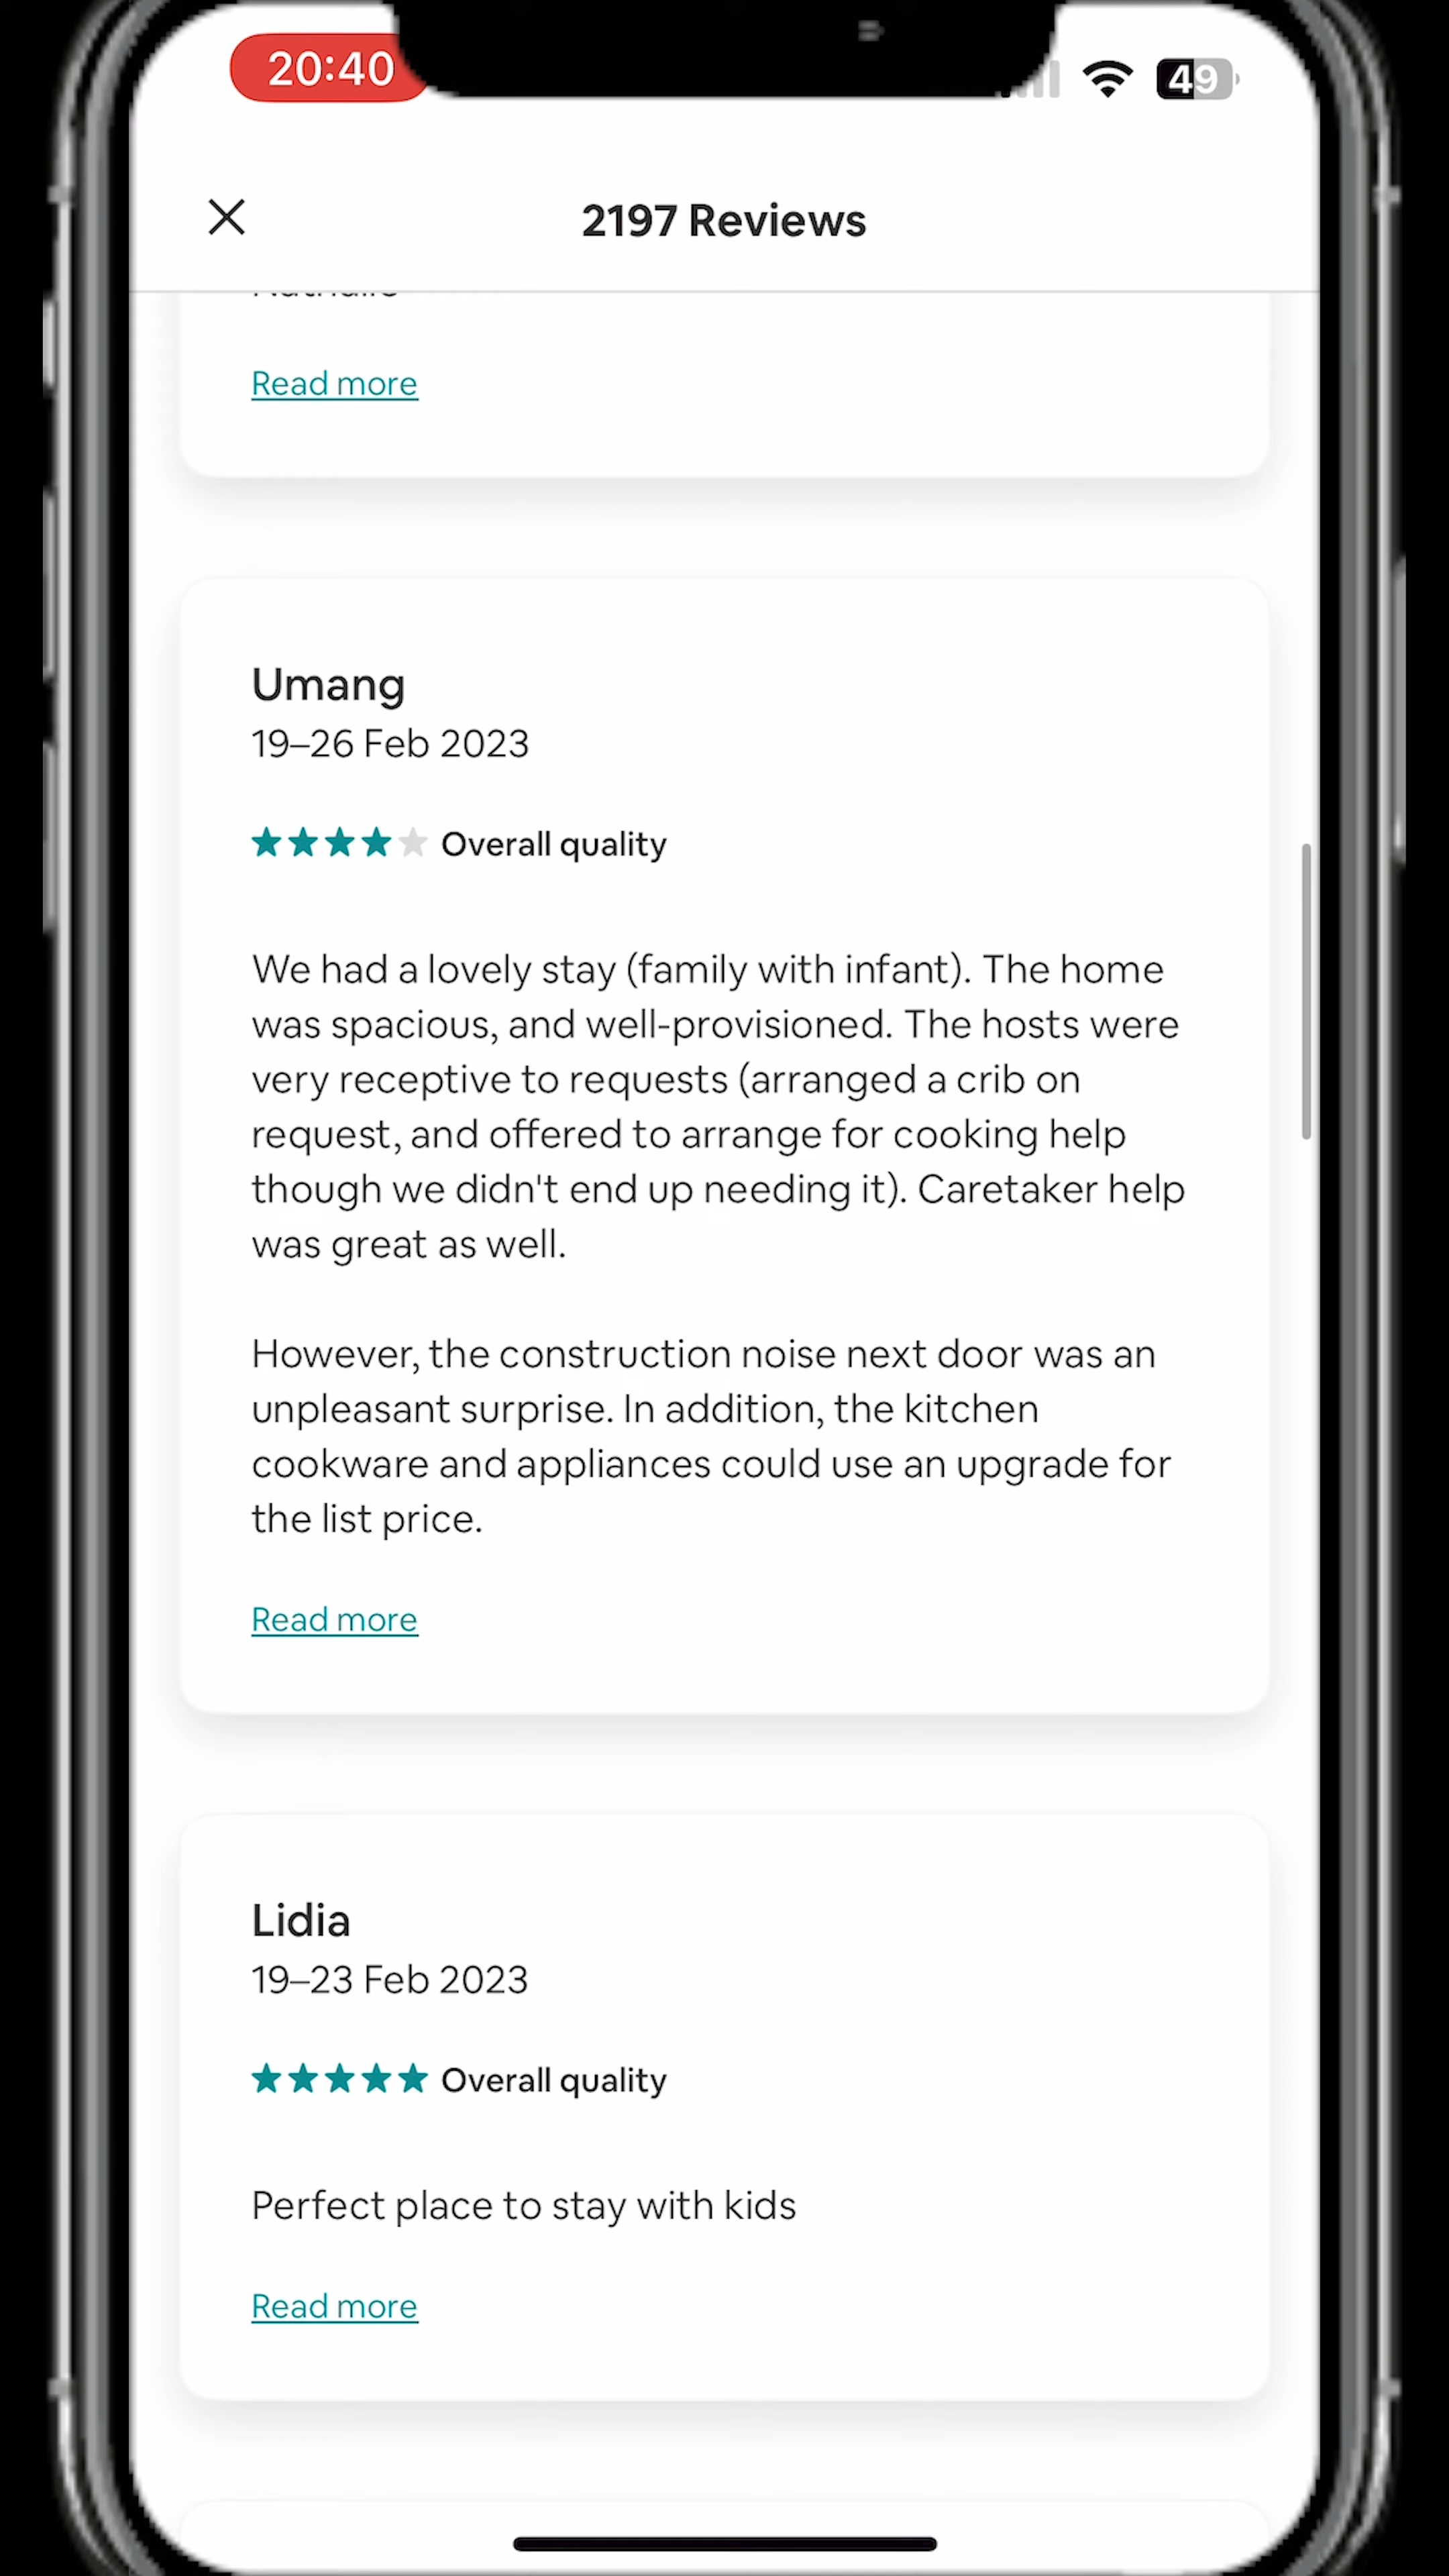 20:40
49
2197 Reviews
Read more
Umang
19–26 Feb 2023
Overall quality
We had a lovely stay (family with infant). The home
was spacious, and well-provisioned. The hosts were
very receptive to requests (arranged a crib on
request, and offered to arrange for cooking help
though we didn't end up needing it). Caretaker help
was great as well.
However, the construction noise next door was an
unpleasant surprise. In addition, the kitchen
cookware and appliances could use an upgrade for
the list price.
Read more
Lidia
19–23 Feb 2023
Overall quality
Perfect place to stay with kids
Read more